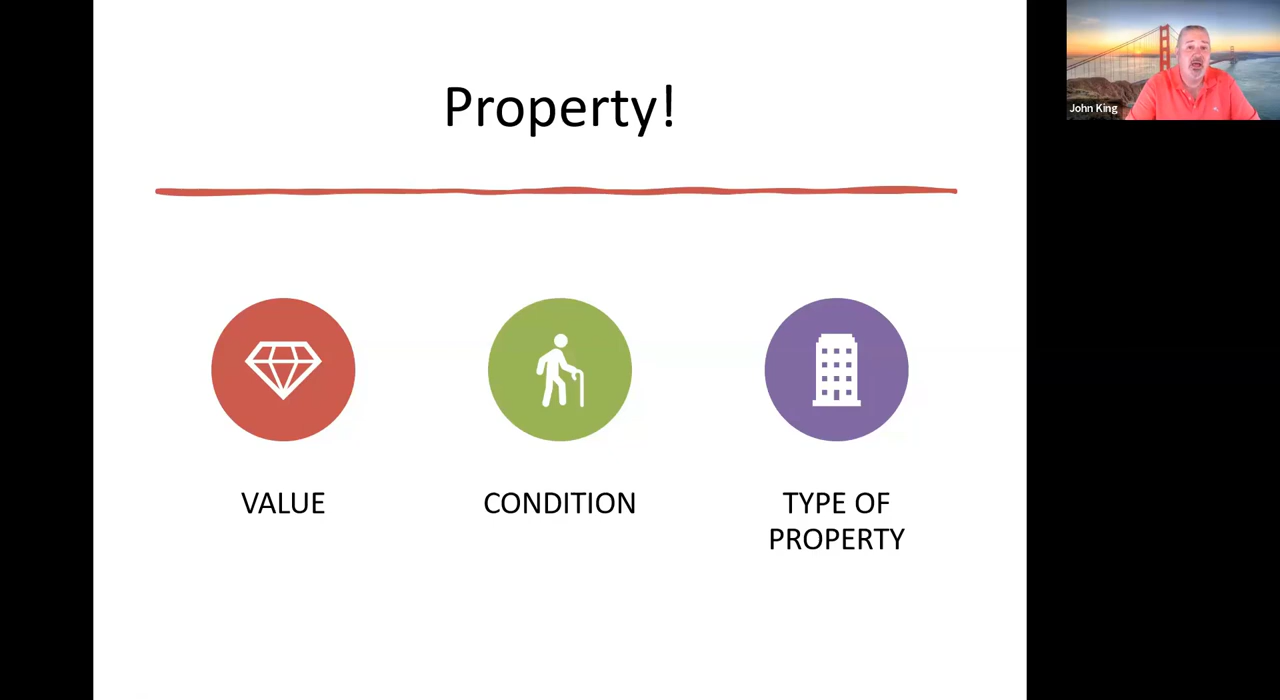 Property!
John King
VALUE
CONDITION
TYPE OF
PROPERTY